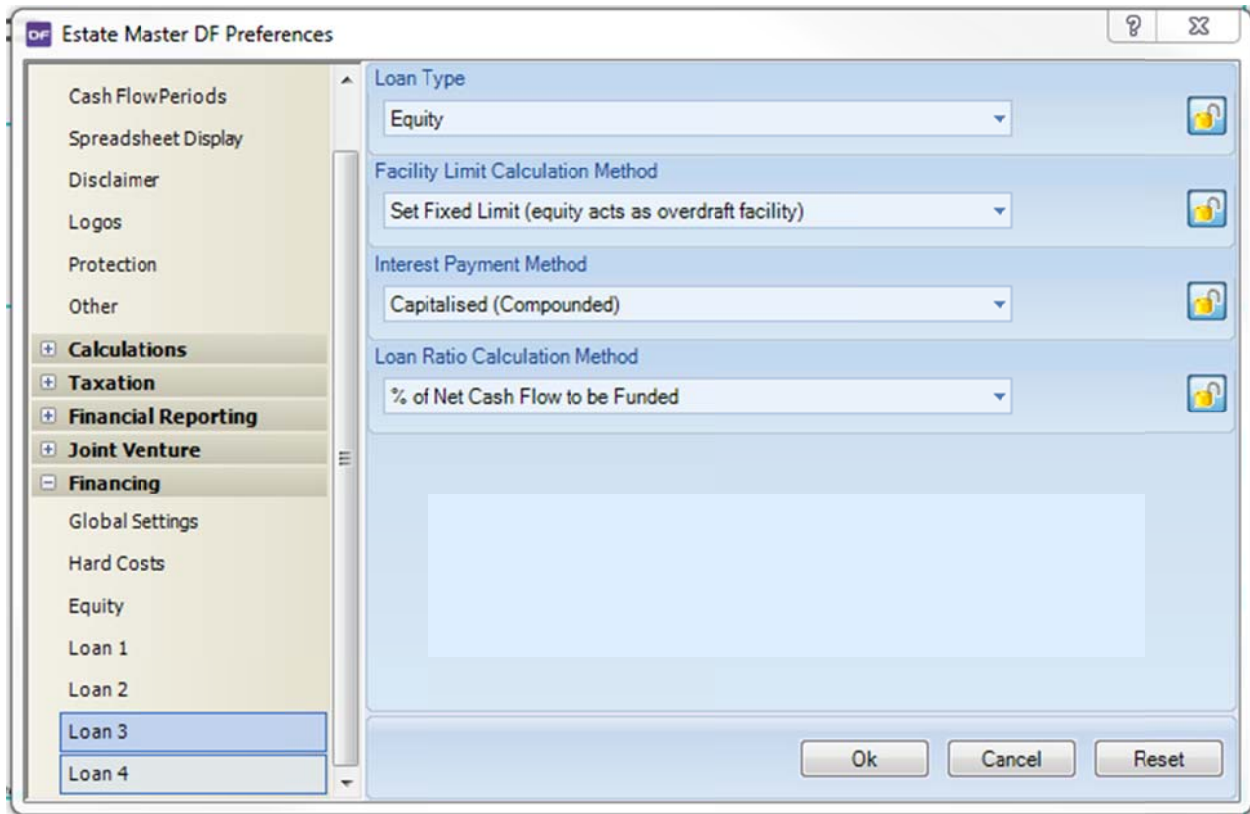 DF Estate Master DF Preferences
Cash Flow Periods
Spreadsheet Display
Disclaimer
Logos
Protection
Other
Calculations
Taxation
Financial Reporting
Joint Venture
Financing
Global Settings
Hard Costs
Equity
Loan 1
Loan 2
Loan 3
Loan 4
Loan Type
Equity
Facility Limit Calculation Method
Set Fixed Limit (equity acts as overdraft facility)
Interest Payment Method
Capitalised (Compounded)
Loan Ratio Calculation Method
% of Net Cash Flow to be Funded
Ok Cancel Reset